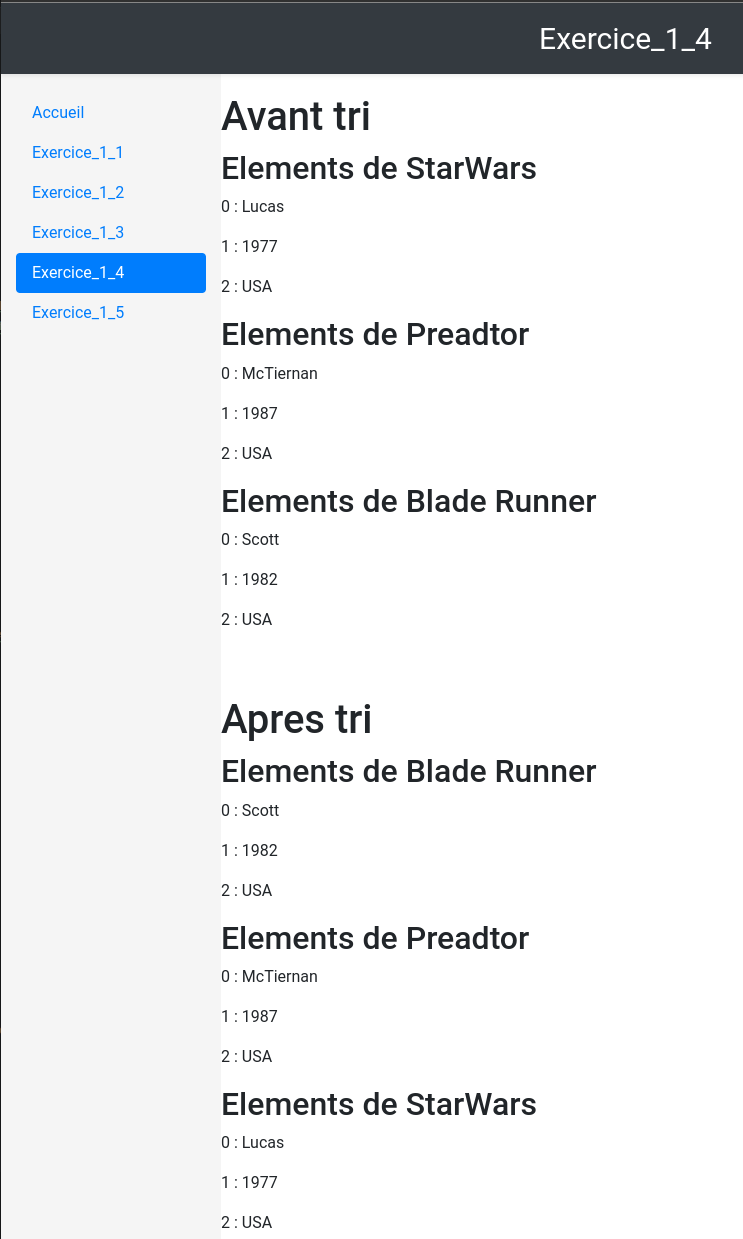 Exercice_1_4
Accueil
Exercice_1_1
Exercice_1_2
Exercice_1_3
Exercice_1_4
Exercice_1_5
Avant tri
Elements de StarWars
0 : Lucas
1 : 1977
2 : USA
Elements de Preadtor
0 : McTiernan
1 : 1987
2 : USA
Elements de Blade Runner
0 : Scott
1 : 1982
2 : USA
Apres tri
Elements de Blade Runner
0 : Scott
1 : 1982
2 : USA
Elements de Preadtor
0 : McTiernan
1 : 1987
2 : USA
Elements de StarWars
0 : Lucas
1 : 1977
2 : USA